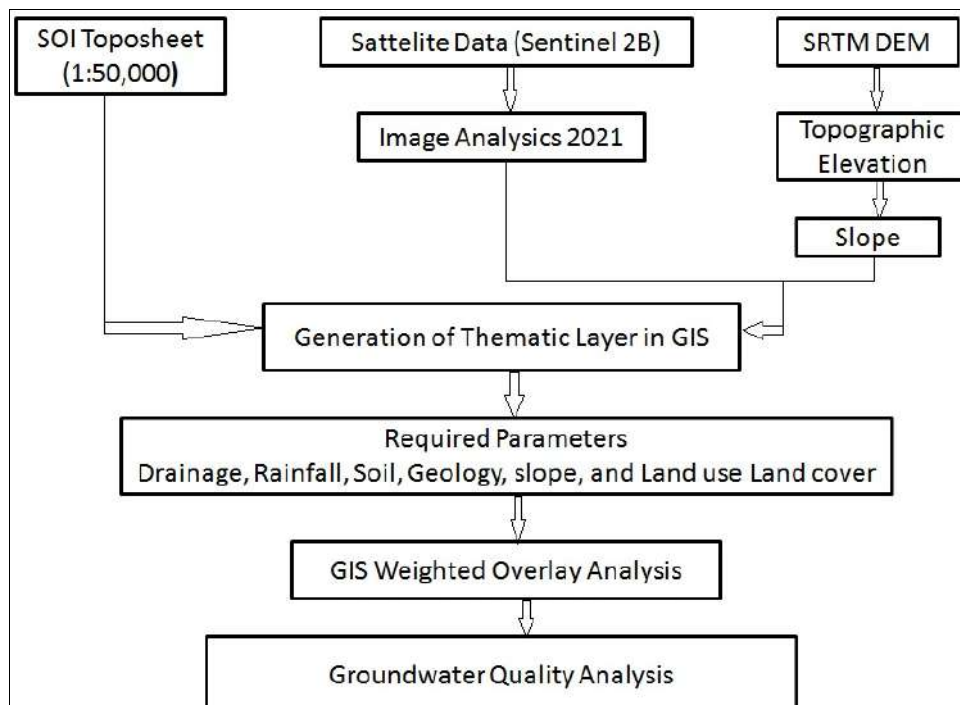 SOI Toposheet
(1:50,000)
Sattelite Data (Sentinel 2B)
SRTM DEM
Image Analysics 2021
Topographic
Elevation
Slope
Generation of Thematic Layer in GIS
Required Parameters
Drainage, Rainfall, Soil, Geology, slope, and Land use Land cover
GIS Weighted Overlay Analysis
Groundwater Quality Analysis